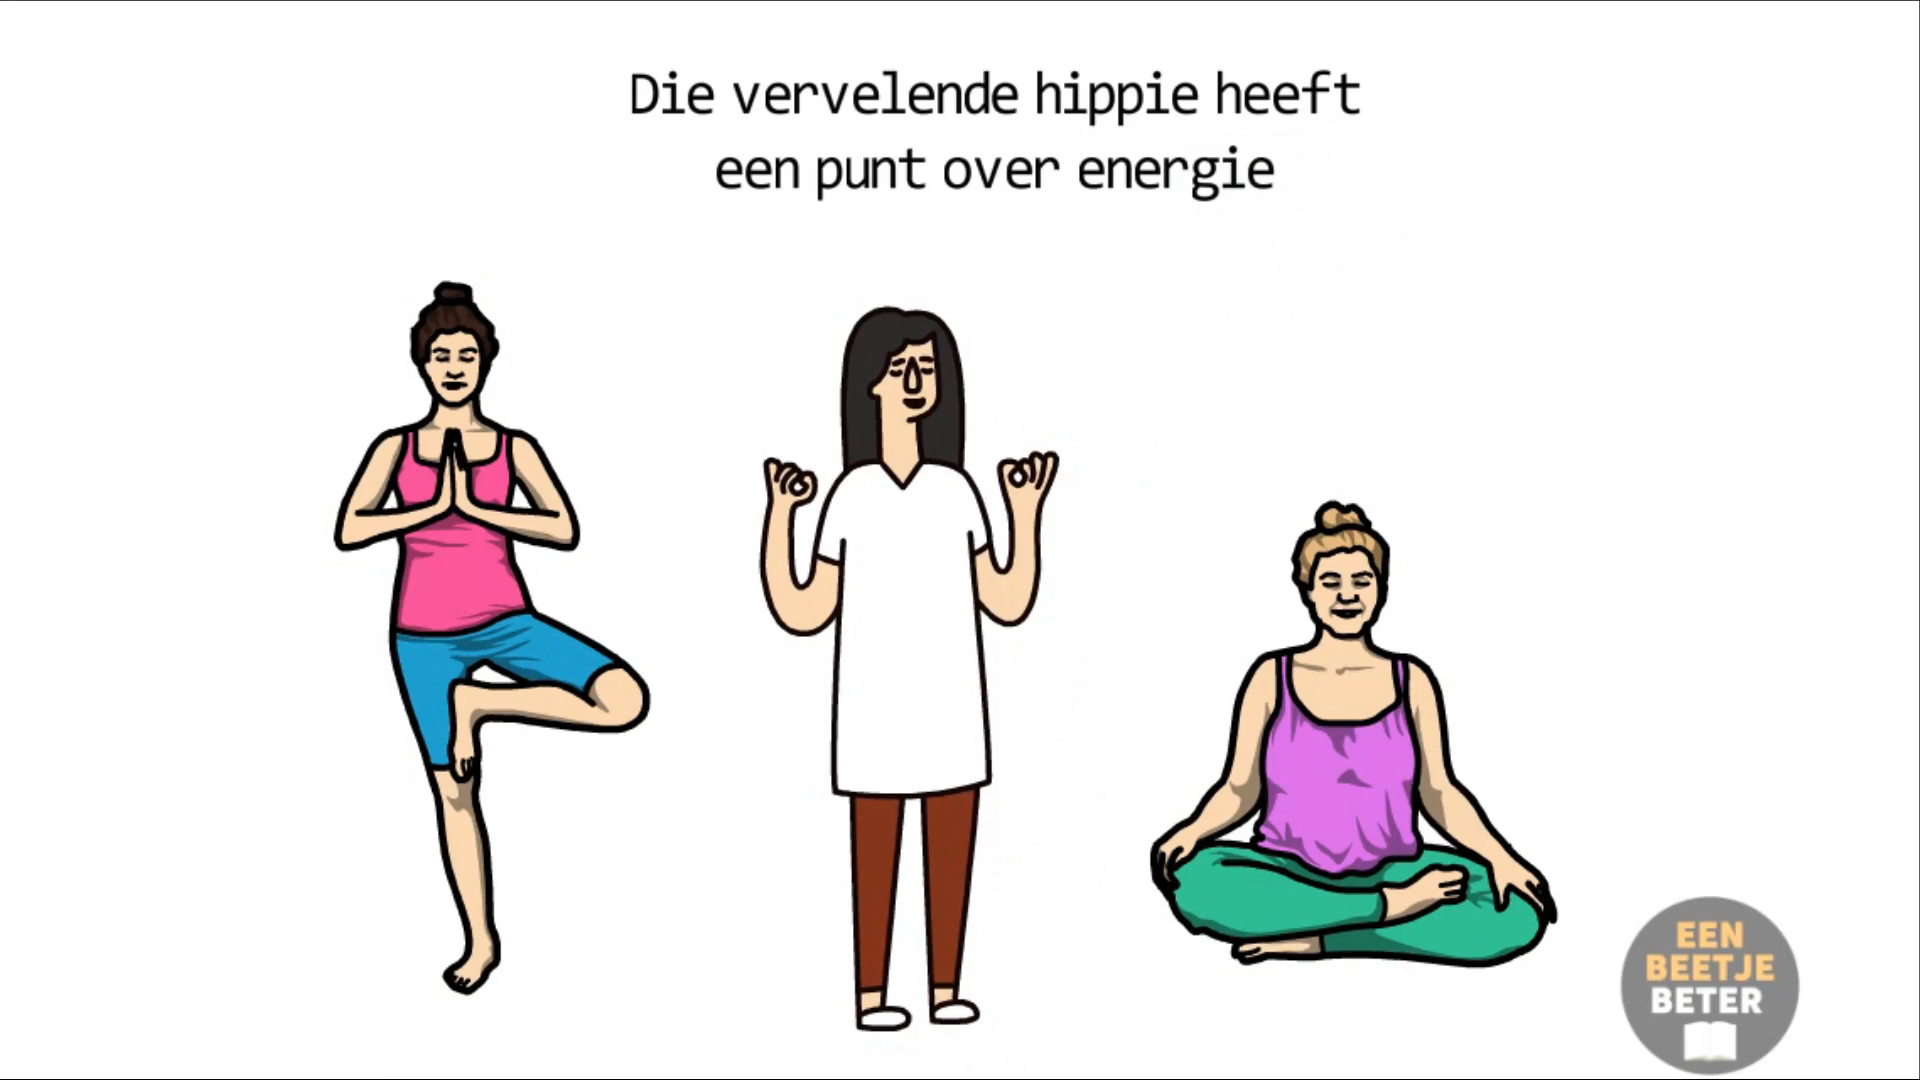 Die vervelende hippie heeft
een punt over energie
EEN
BEETJE
BETER